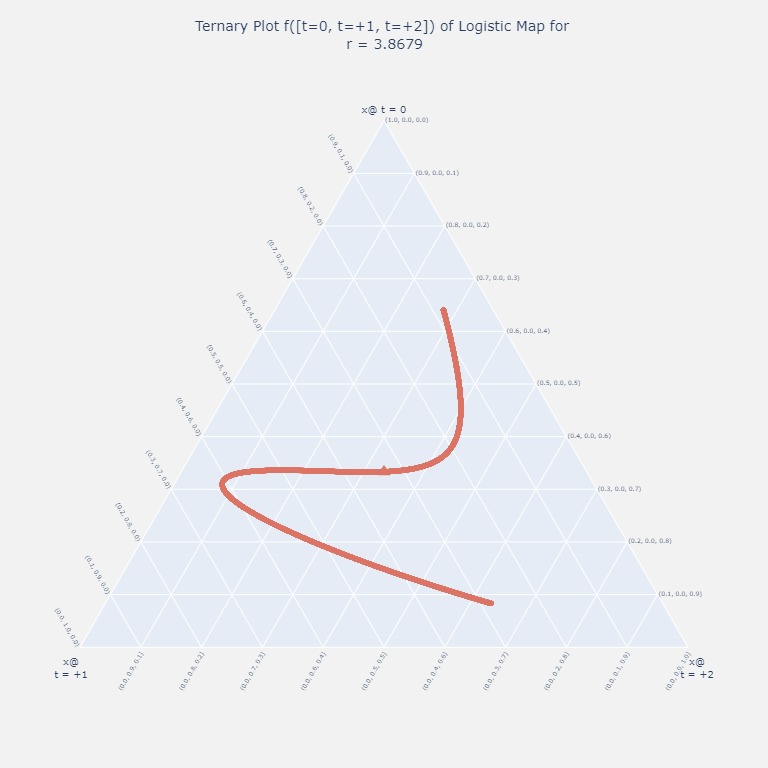 Ternary Plot f([t=0, t=+1, t=+2]) of Logistic Map for
r = 3.8679
x@ t = 0
(1.0, 0.0, 0.0)
(0.9, 0.1, 0.0)
(0.9, 0.0, 0.1)
(0.8, 0.2, 0.0)
(0.8, 0.0, 0.2)
(0.7, 0.3, 0.0)
(0.7, 0.0, 0.3)
(0.6, 0.4, 0.0)
(0.6, 0.0, 0.4)
(0.5, 0.5, 0.0)
(0.5, 0.0, 0.5)
(0.4, 0.6, 0.0)
(0.4, 0.0, 0.6)
(0.3, 0.7, 0.0)
(0.3, 0.0, 0.7)
(0.2, 0.8, 0.0)
(0.2, 0.0, 0.8)
(0.1, 0.9, 0.0)
(0.1, 0.0, 0.9)
(0.0, 1.0, 0.0)
x@
t = +1
(0.0, 0.9, 0.1)
(0.0, 0.8, 0.2)
(0.0, 0.7, 0.3)
(0.0, 0.6, 0.4)
(0.0, 0.5, 0.5)
(0.0, 0.4, 0.6)
(0.0, 0.3, 0.7)
(0.0, 0.2, 0.8)
(0.0, 0.1, 0.9)
(0.0, 0.0, 1.0)
x@
t = +2